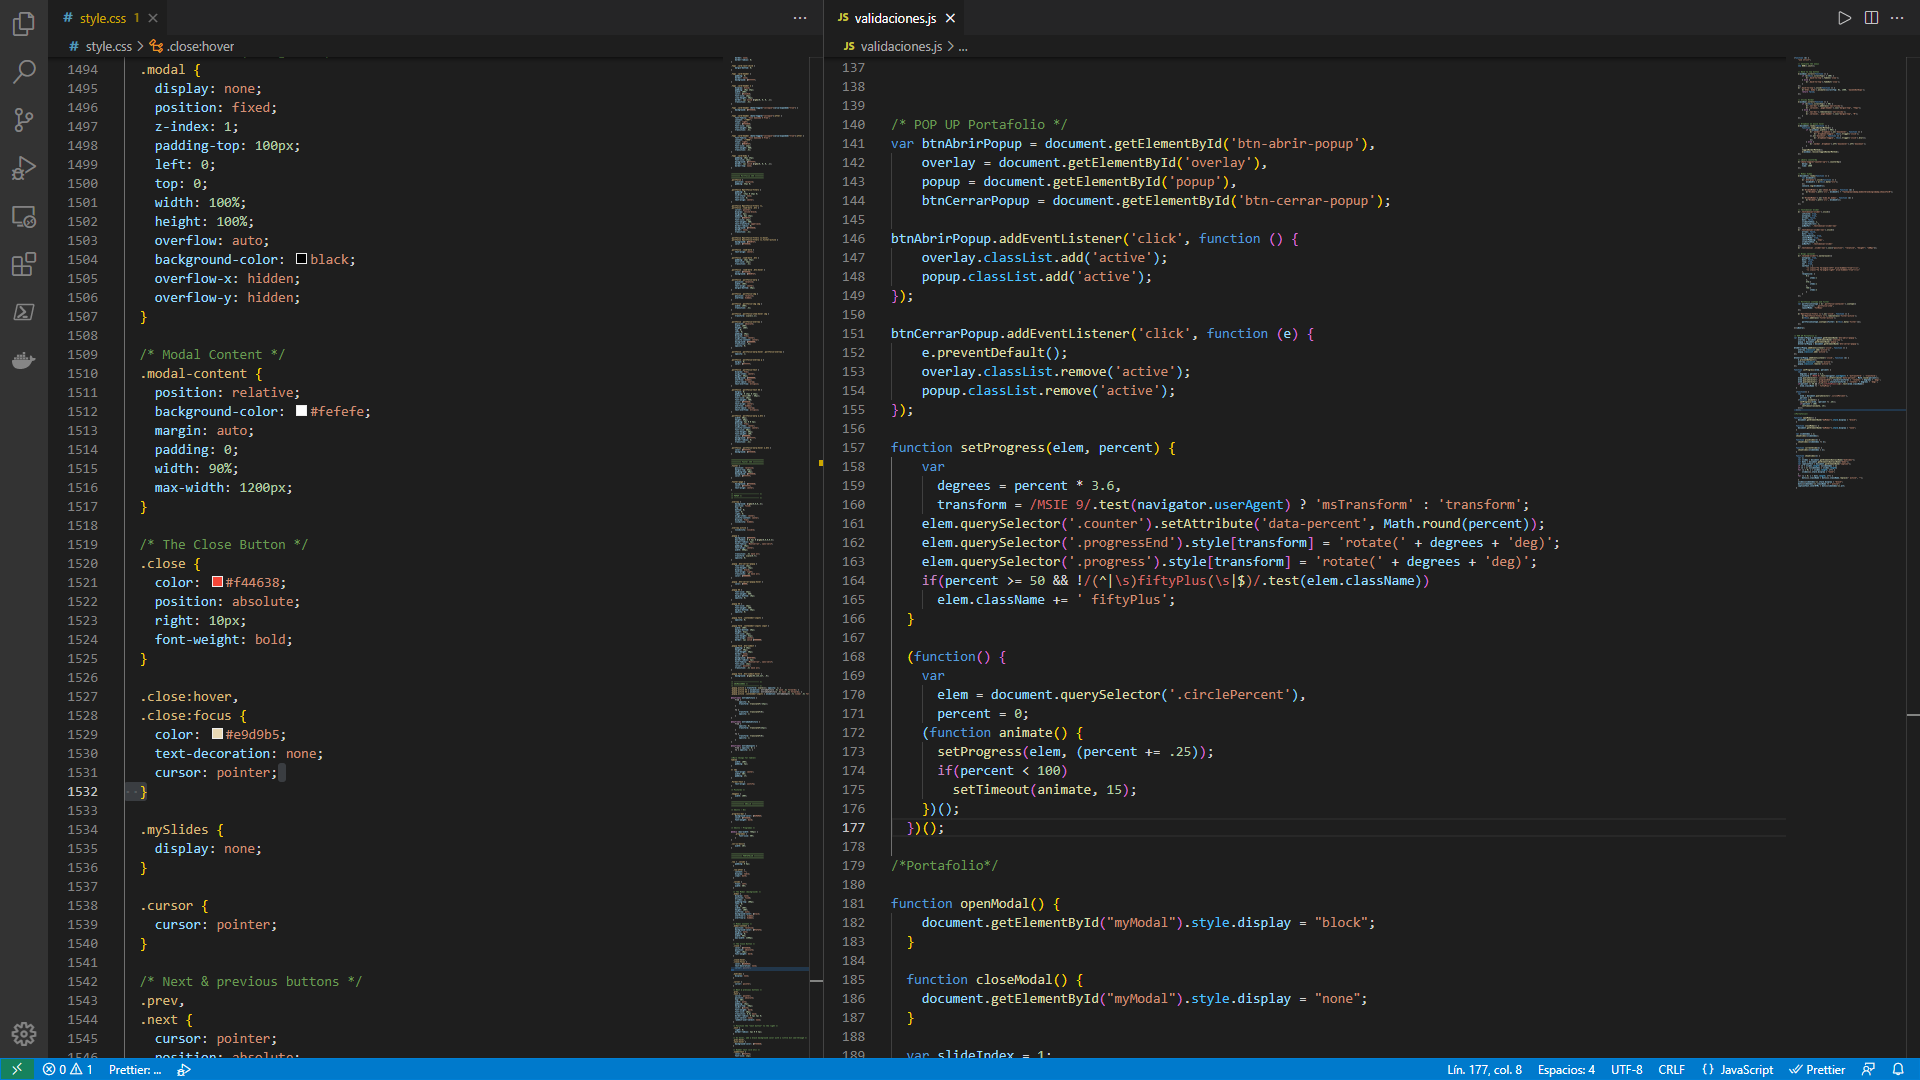 # style.css 1 ×
···
# style.css > .close:hover
1494 .modal {
1495 display: none;
1496 position: fixed;
1497 z-index: 1;
1498 padding-top: 100px;
1499 left: 0;
1500 top: 0;
1501 width: 100%;
1502 height: 100%;
1503 overflow: auto;
1504 background-color: black;
1505 overflow-x: hidden;
1506 overflow-y: hidden;
1507 }
1508
1509 /* Modal Content */
1510 .modal-content {
1511 position: relative;
1512 background-color: #fefefe;
1513 margin: auto;
1514 padding: 0;
1515 width: 90%;
1516 max-width: 1200px;
1517 }
1518
1519 /* The Close Button */
1520 .close {
1521 color: #f44638;
1522 position: absolute;
1523 right: 10px;
1524 font-weight: bold;
1525 }
1526
1527 .close:hover,
1528 .close:focus {
1529 color: #e9d9b5;
1530 text-decoration: none;
1531 cursor: pointer;
1532 }
1533
1534 .mySlides {
1535 display: none;
1536 }
1537
1538 .cursor {
1539 cursor: pointer;
1540 }
1541
1542 /* Next & previous buttons */
1543 .prev,
1544 .next {
1545 cursor: pointer;
1546 position: absolute;
JS validaciones.js ×
···
JS validaciones.js > ...
137
138
139
140 /* POP UP Portafolio */
141 var btnAbrirPopup = document.getElementById('btn-abrir-popup'),
142 overlay = document.getElementById('overlay'),
143 popup = document.getElementById('popup'),
144 btnCerrarPopup = document.getElementById('btn-cerrar-popup');
145
146 btnAbrirPopup.addEventListener('click', function () {
147 overlay.classList.add('active');
148 popup.classList.add('active');
149 });
150
151 btnCerrarPopup.addEventListener('click', function (e) {
152 e.preventDefault();
153 overlay.classList.remove('active');
154 popup.classList.remove('active');
155 });
156
157 function setProgress(elem, percent) {
158 var
159 degrees = percent * 3.6,
160 transform = /MSIE 9/.test(navigator.userAgent) ? 'msTransform' : 'transform';
161 elem.querySelector('.counter').setAttribute('data-percent', Math.round(percent));
162 elem.querySelector('.progressEnd').style[transform] = 'rotate(' + degrees + 'deg)';
163 elem.querySelector('.progress').style[transform] = 'rotate(' + degrees + 'deg)';
164 if(percent >= 50 && !/(^|\s)fiftyPlus(\s|$)/.test(elem.className))
165 elem.className += ' fiftyPlus';
166 }
167
168 (function() {
169 var
170 elem = document.querySelector('.circlePercent'),
171 percent = 0;
172 (function animate() {
173 setProgress(elem, (percent += .25));
174 if(percent < 100)
175 setTimeout(animate, 15);
176 })();
177 })();
178
179 /*Portafolio*/
180
181 function openModal() {
182 document.getElementById("myModal").style.display = "block";
183 }
184
185 function closeModal() {
186 document.getElementById("myModal").style.display = "none";
187 }
188
189 var slideIndex = 1;
0 1 Prettier: ...
Lín. 177, col. 8 Espacios: 4 UTF-8 CRLF {} JavaScript Prettier